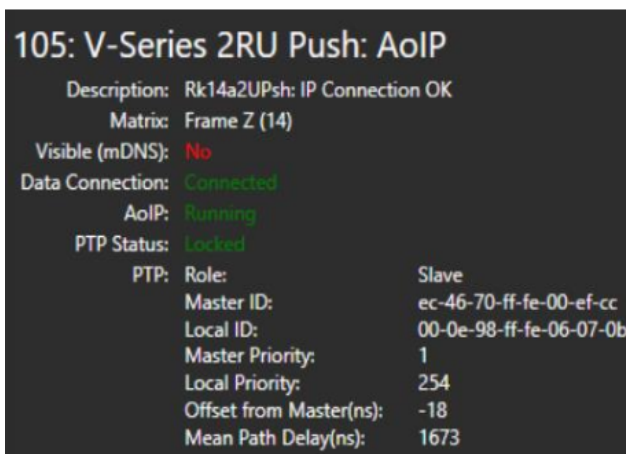 105: V-Series 2RU Push: AoIP
Description: Rk14a2UPsh: IP Connection OK
Matrix: Frame Z (14)
Visible (mDNS): No
Data Connection: Connected
AoIP: Running
PTP Status: Locked
PTP: Role: Slave
Master ID: ec-46-70-ff-fe-00-ef-cc
Local ID: 00-0e-98-ff-fe-06-07-0b
Master Priority: 1
Local Priority: 254
Offset from Master(ns): -18
Mean Path Delay(ns): 1673